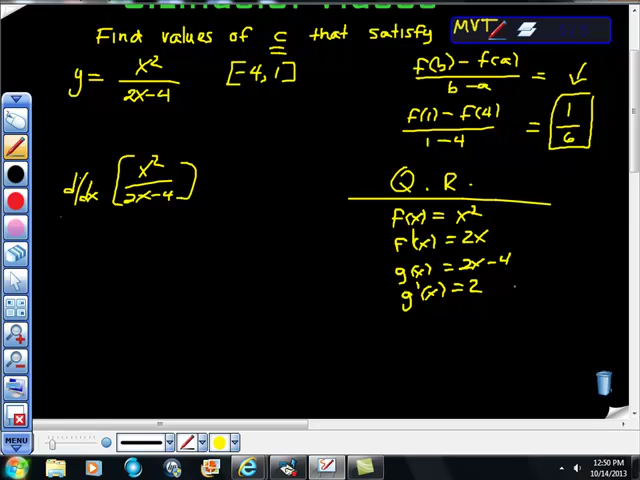 Find values of c that satisfy MVT
y = x² / 2x-4 [-4, 1]
f(b) - f(a) / b - a = ✓
f(1) - f(4) / 1 - 4 = 1/6
d/dx [x² / 2x-4]
Q.R.
f(x) = x²
f'(x) = 2x
g(x) = 2x-4
g'(x) = 2
MENU
12:50 PM
10/14/2013